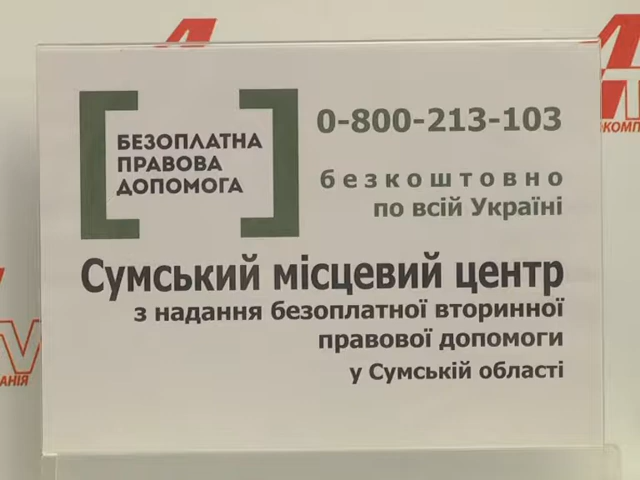 БЕЗОПЛАТНА
ПРАВОВА
ДОПОМОГА
0-800-213-103
безкоштовно
по всій Україні
Сумський місцевий центр
з надання безоплатної вторинної
правової допомоги
у Сумській області